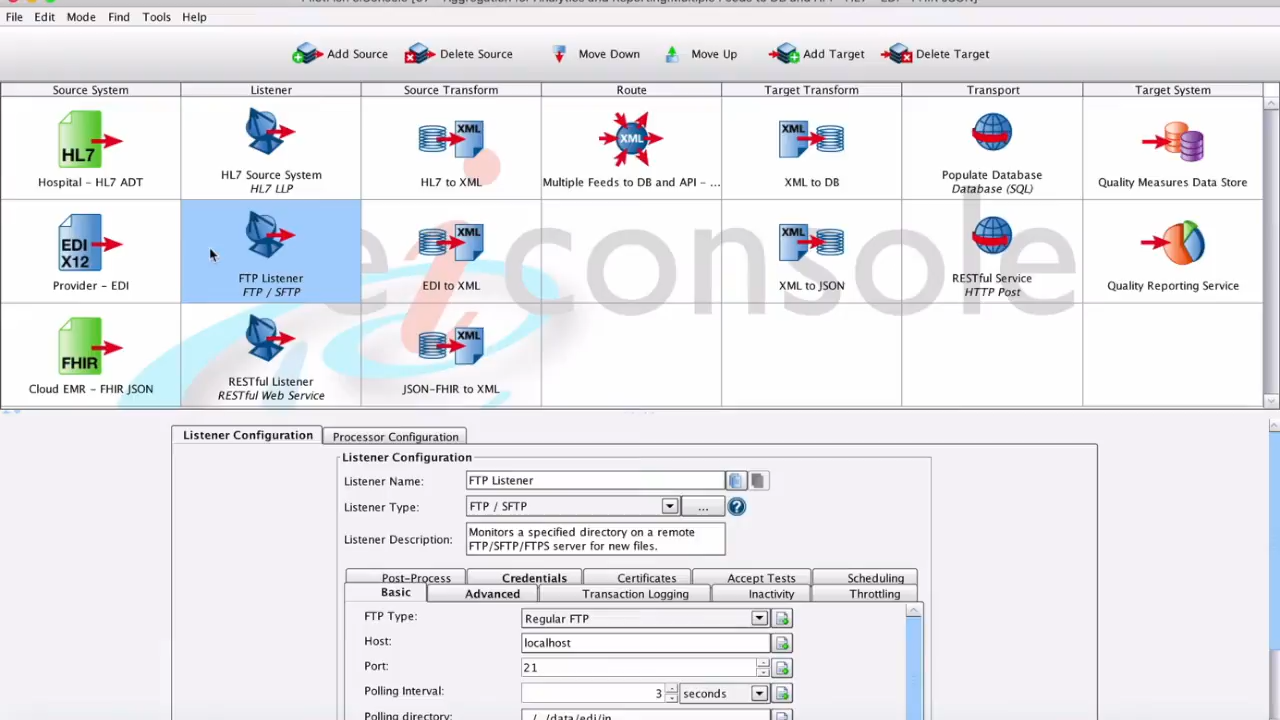 File Edit Mode Find Tools Help
Add Source Delete Source Move Down Move Up Add Target Delete Target
Source System Listener Source Transform Route Target Transform Transport Target System
HL7 XML XML XML
Hospital - HL7 ADT
HL7 Source System
HL7 LLP
HL7 to XML
Multiple Feeds to DB and API - ...
XML to DB
Populate Database
Database (SQL)
Quality Measures Data Store
EDI
X12
XML XML
Provider - EDI
FTP Listener
FTP / SFTP
EDI to XML
XML to JSON
RESTful Service
HTTP Post
Quality Reporting Service
eiconsole
FHIR XML
Cloud EMR - FHIR JSON
RESTful Listener
RESTful Web Service
JSON-FHIR to XML
Listener Configuration Processor Configuration
Listener Configuration
Listener Name: FTP Listener
Listener Type: FTP / SFTP ... ?
Listener Description: Monitors a specified directory on a remote
FTP/SFTP/FTPS server for new files.
Post-Process Credentials Certificates Accept Tests Scheduling
Basic Advanced Transaction Logging Inactivity Throttling
FTP Type: Regular FTP
Host: localhost
Port: 21
Polling Interval: 3 seconds
Polling directory: / /data/edi/in